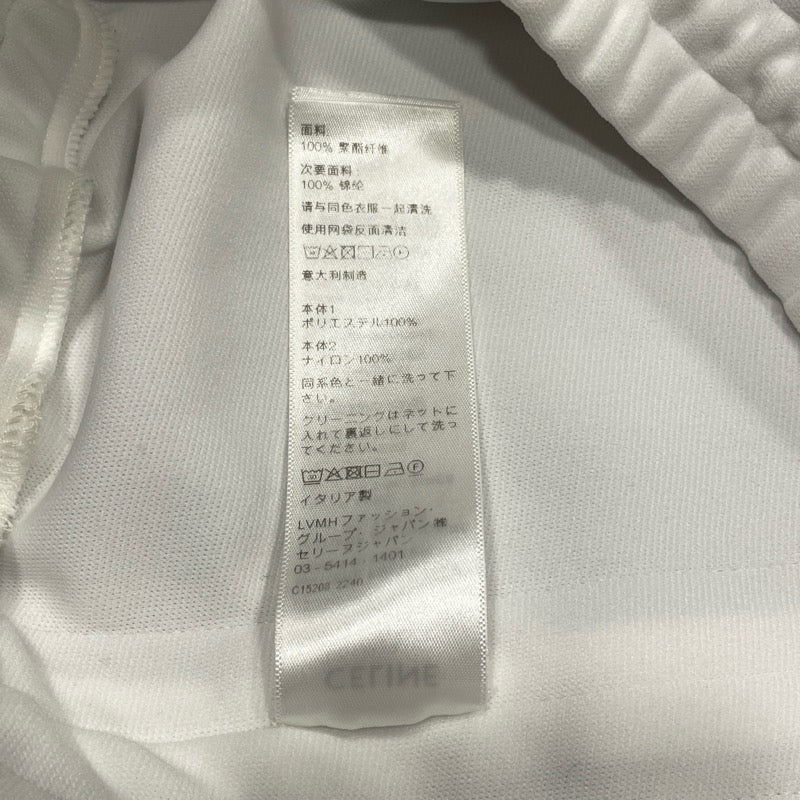 面料:
100% 聚酯纤维
次要面料:
100% 锦纶
请与同色衣服一起清洗
使用网袋反面清洁
意大利制造
本体1
ポリエステル100%
本体2
ナイロン100%
同系色と一緒に洗って下
さい。
クリーニングはネットに
入れて裏返しにして洗っ
てください。
30
F
イタリア製
LVMHファッション・
グループ・ジャパン㈱
セリーヌジャパン
03-5414-1401
C15208 2240
CELINE